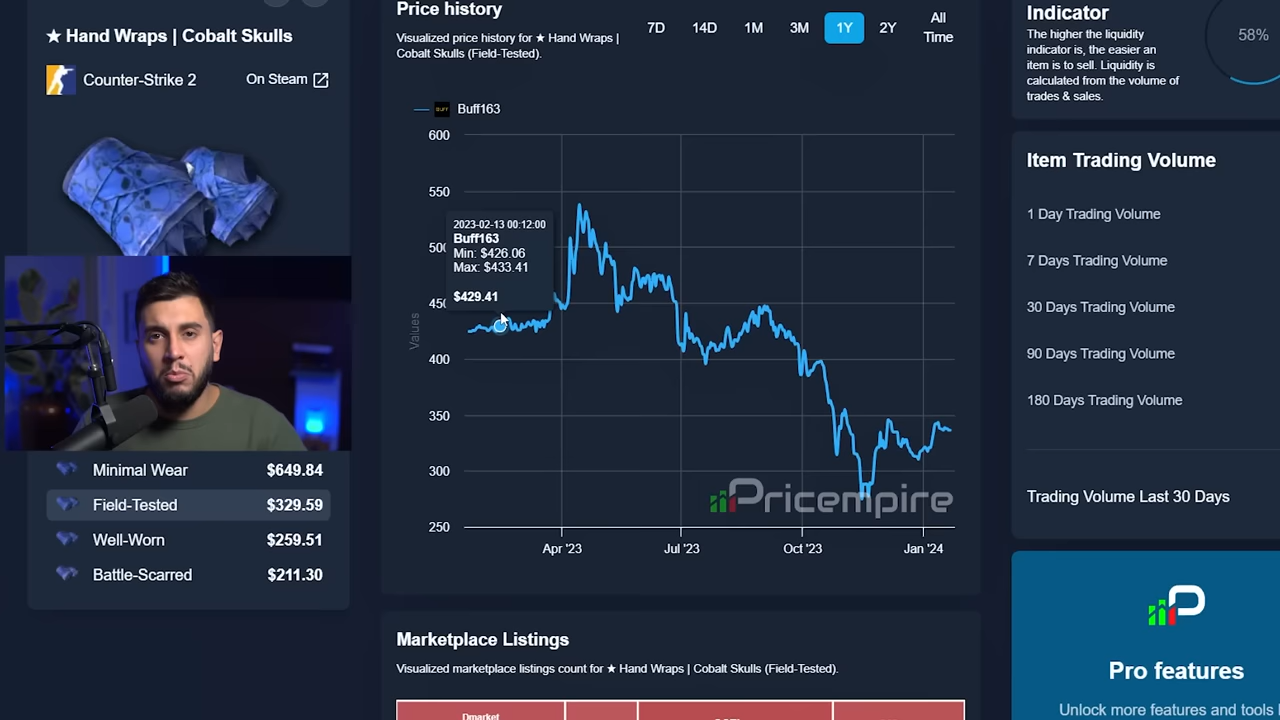 ★ Hand Wraps | Cobalt Skulls
Counter-Strike 2
On Steam
Minimal Wear $649.84
Field-Tested $329.59
Well-Worn $259.51
Battle-Scarred $211.30
Price history
Visualized price history for ★ Hand Wraps |
Cobalt Skulls (Field-Tested).
7D 14D 1M 3M 1Y 2Y All Time
Buff163
600
550
500
450
400
350
300
250
Values
2023-02-13 00:12:00
Buff163
Min: $426.06
Max: $433.41
$429.41
Pricempire
Apr '23 Jul '23 Oct '23 Jan '24
Marketplace Listings
Visualized marketplace listings count for ★ Hand Wraps | Cobalt Skulls (Field-Tested).
Dmarket
Indicator
The higher the liquidity
indicator is, the easier an
item is to sell. Liquidity is
calculated from the volume of
trades & sales.
58%
Item Trading Volume
1 Day Trading Volume
7 Days Trading Volume
30 Days Trading Volume
90 Days Trading Volume
180 Days Trading Volume
Trading Volume Last 30 Days
Pro features
Unlock more features and tools